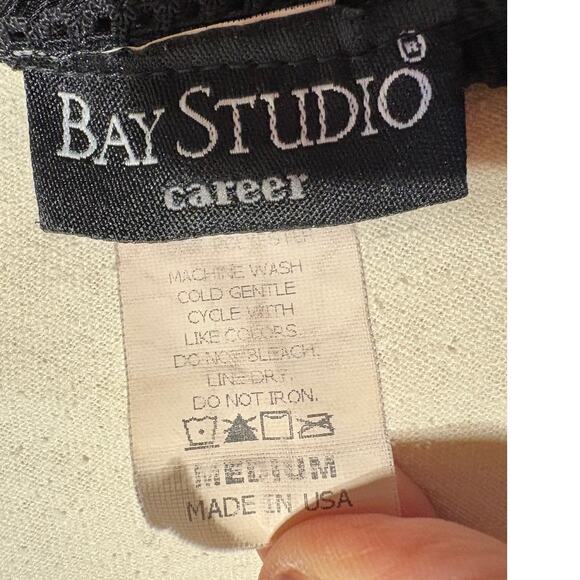 BAY STUDIO®
career
POLYESTER
MACHINE WASH
COLD GENTLE
CYCLE WITH
LIKE COLORS.
DO NOT BLEACH.
LINE DRY.
DO NOT IRON.
MEDIUM
MADE IN USA